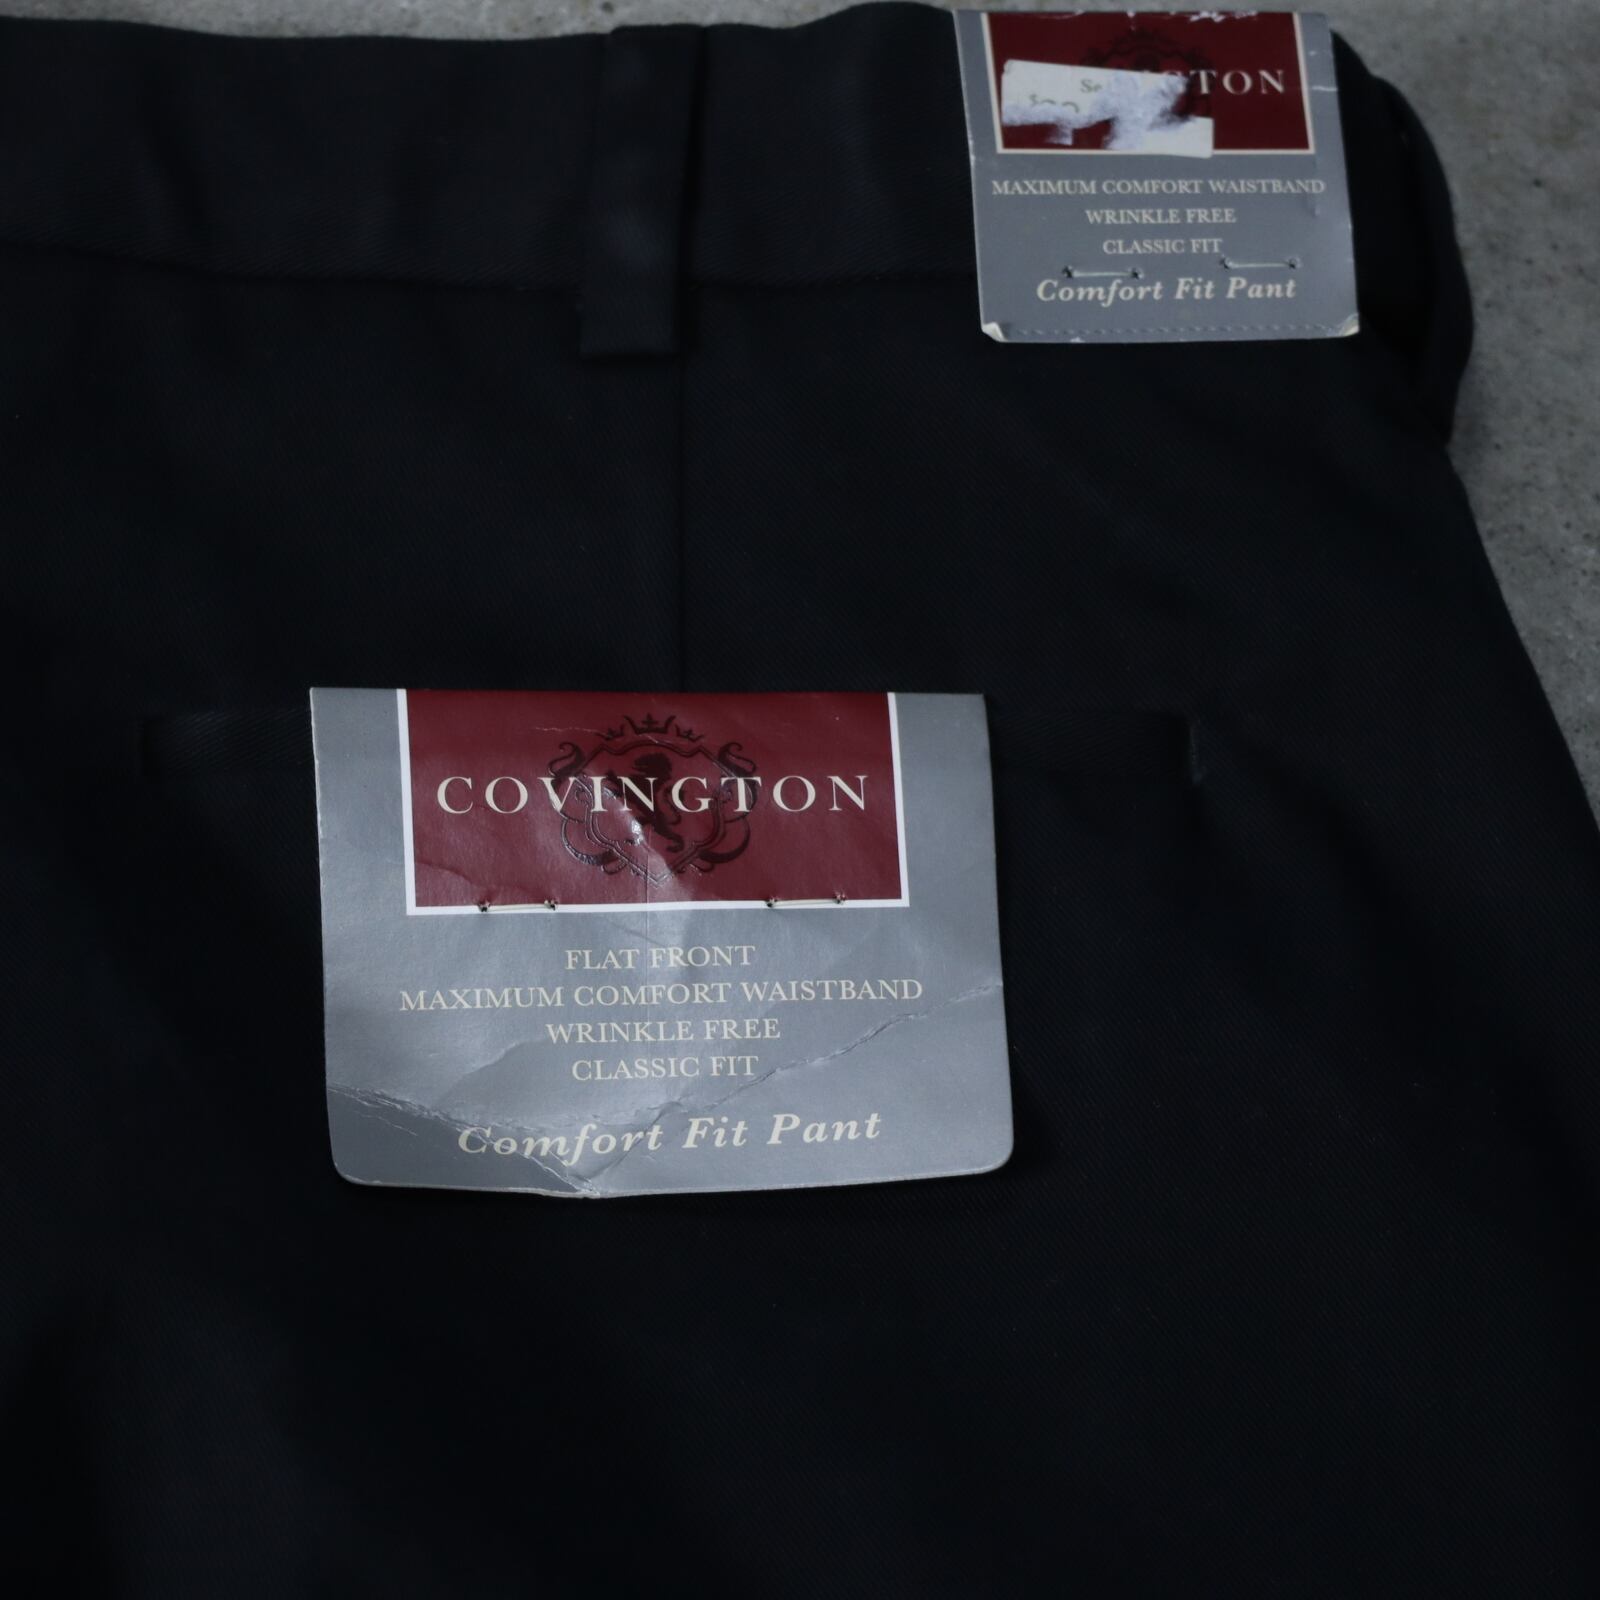 TON
MAXIMUM COMFORT WAISTBAND
WRINKLE FREE
CLASSIC FIT
Comfort Fit Pant
COVINGTON
FLAT FRONT
MAXIMUM COMFORT WAISTBAND
WRINKLE FREE
CLASSIC FIT
Comfort Fit Pant